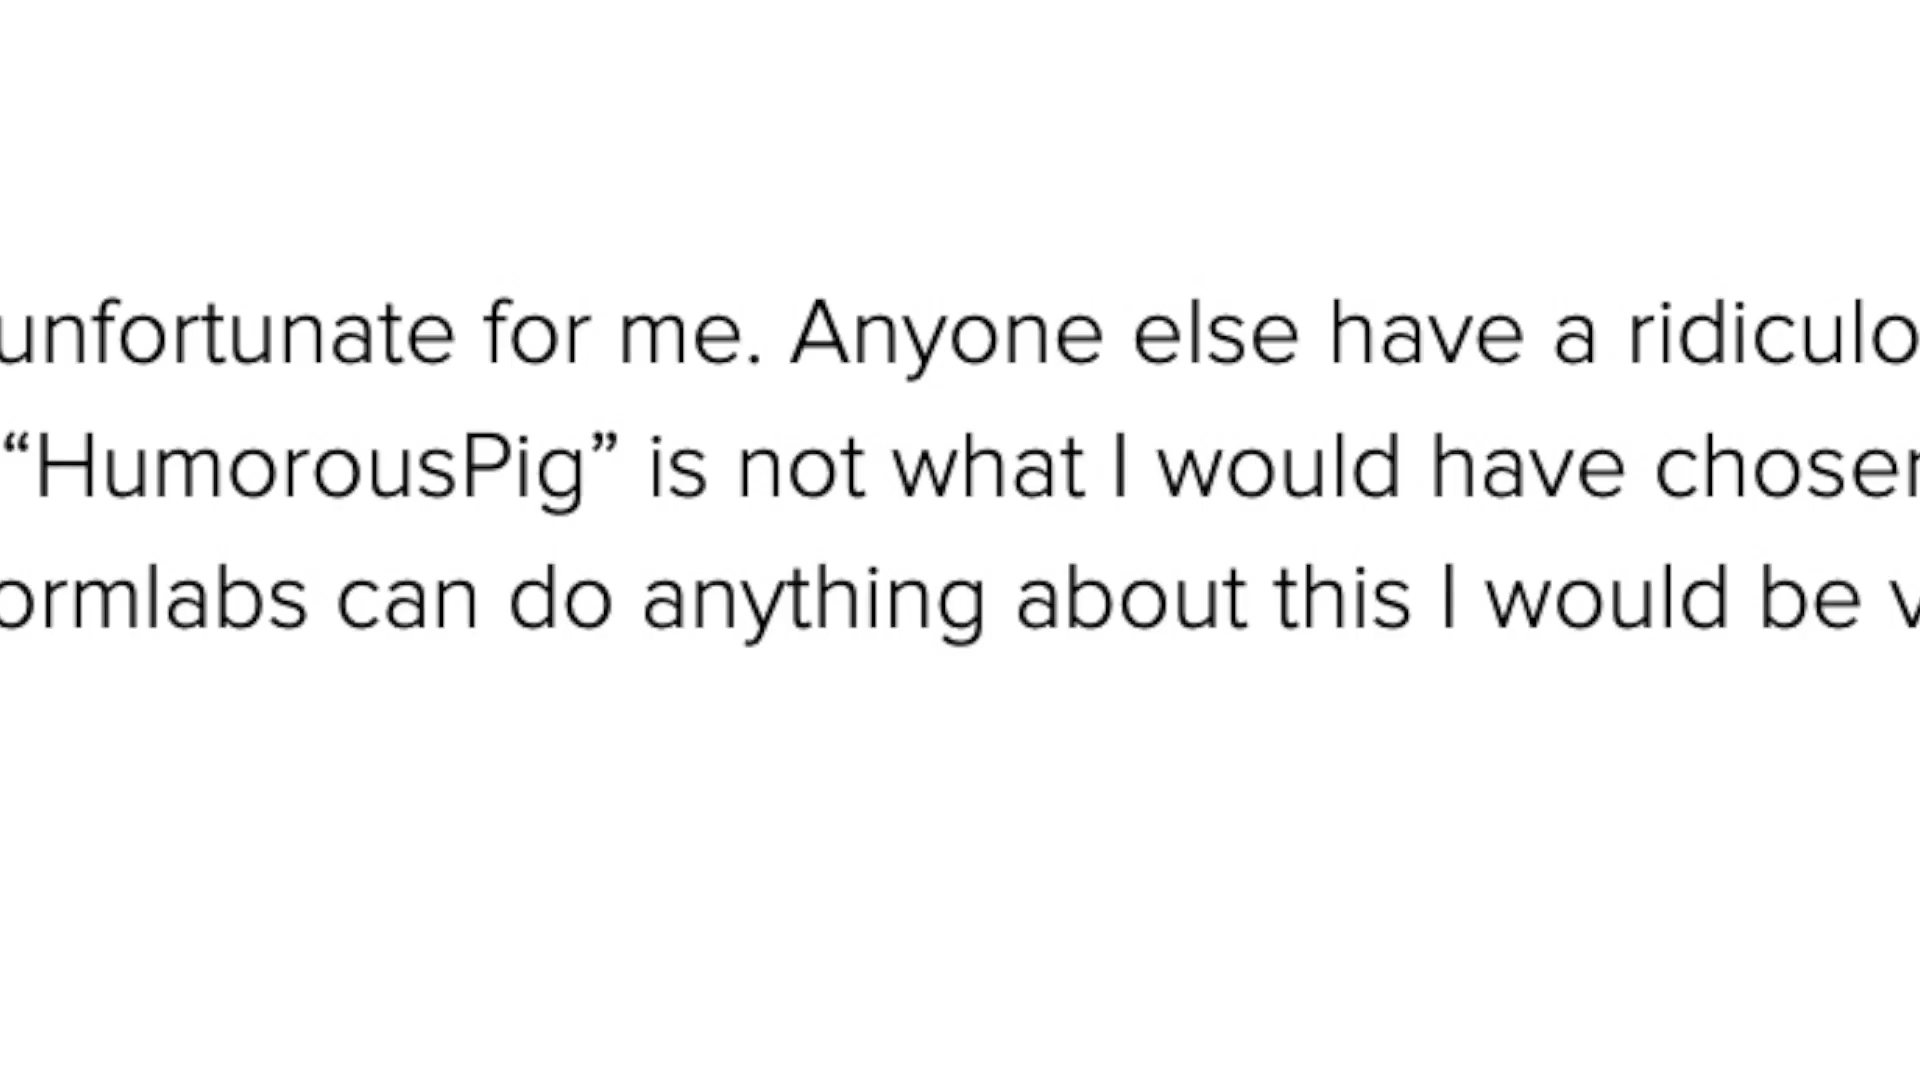 unfortunate for me. Anyone else have a ridiculo
“HumorousPig” is not what I would have chosen
ormlabs can do anything about this I would be v